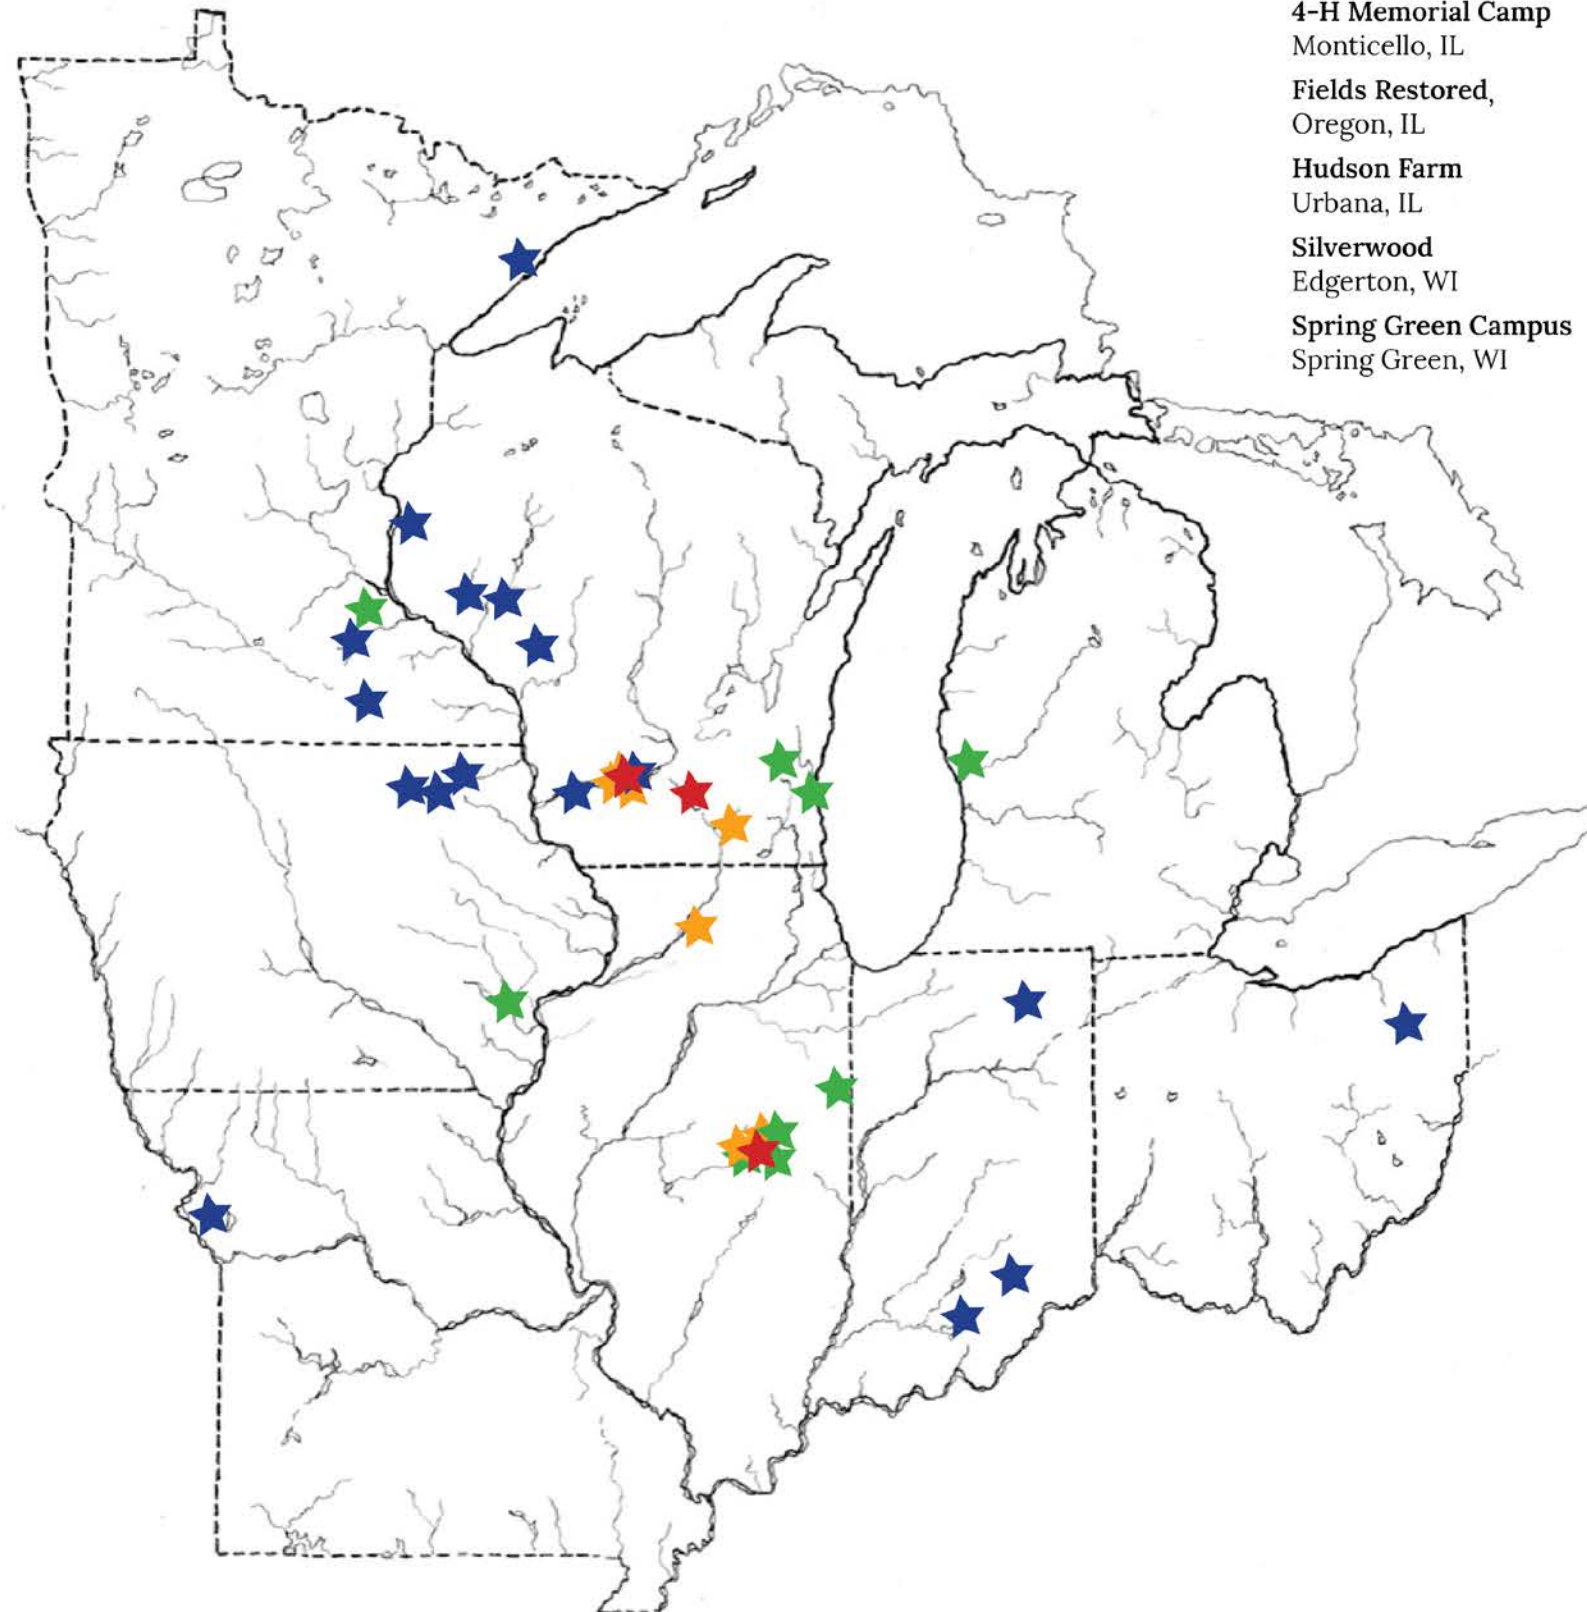 4-H Memorial Camp
Monticello, IL
Fields Restored,
Oregon, IL
Hudson Farm
Urbana, IL
Silverwood
Edgerton, WI
Spring Green Campus
Spring Green, WI